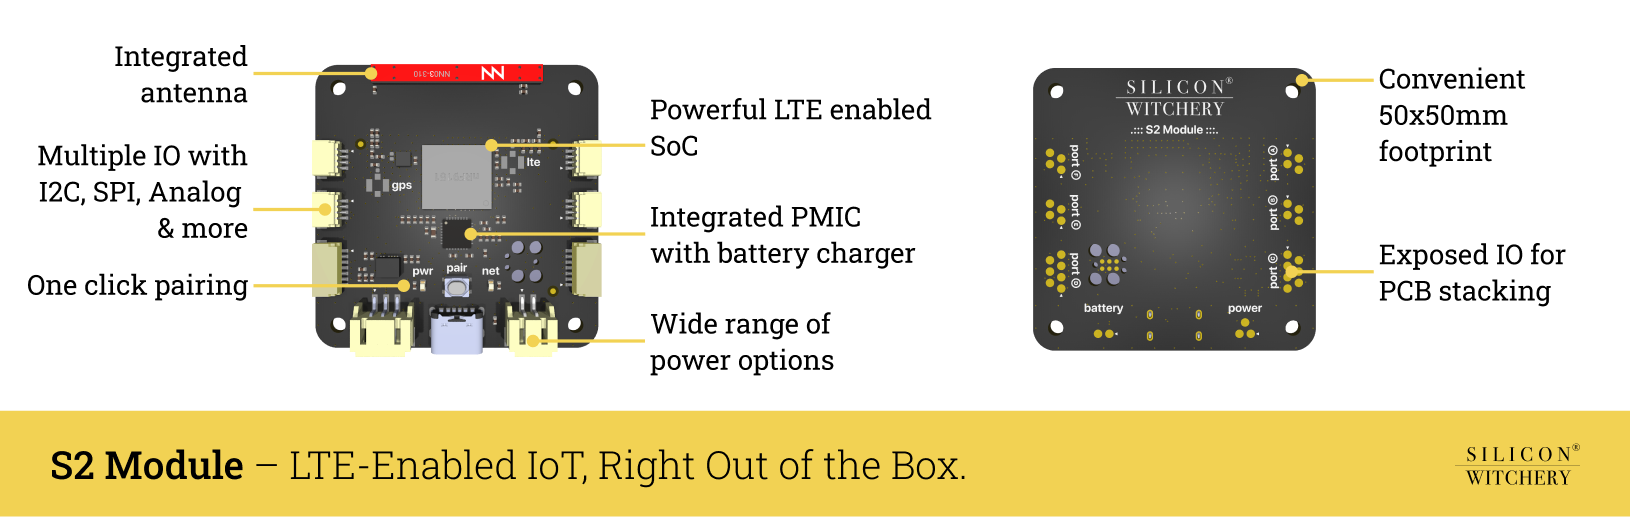 Integrated
antenna
Multiple IO with
I2C, SPI, Analog
& more
One click pairing
NN03-310
lte
gps
pwr
pair
net
Powerful LTE enabled
SoC
Integrated PMIC
with battery charger
Wide range of
power options
SILICON®
WITCHERY
.::: S2 Module :::.
port F
port E
port D
port A
port B
port C
battery
power
Convenient
50x50mm
footprint
Exposed IO for
PCB stacking
S2 Module – LTE-Enabled IoT, Right Out of the Box.
SILICON®
WITCHERY